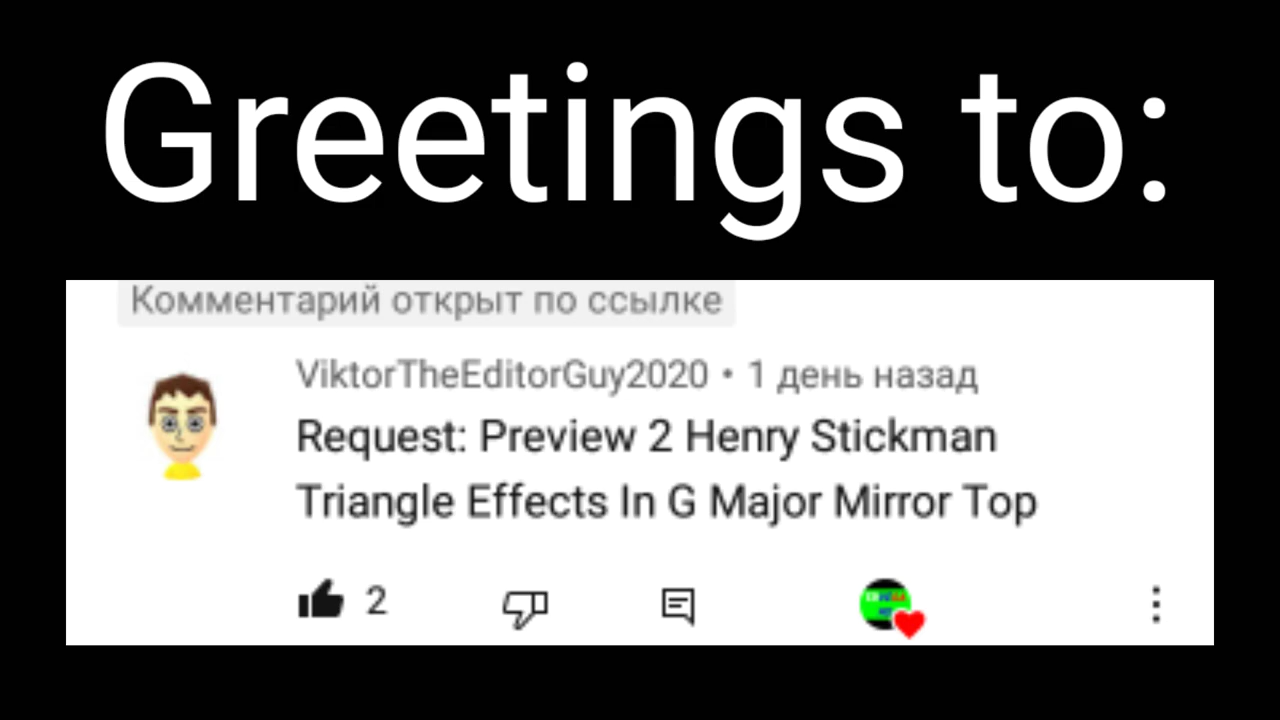 Greetings to:
Комментарий открыт по ссылке
ViktorTheEditorGuy2020 • 1 день назад
Request: Preview 2 Henry Stickman
Triangle Effects In G Major Mirror Top
2